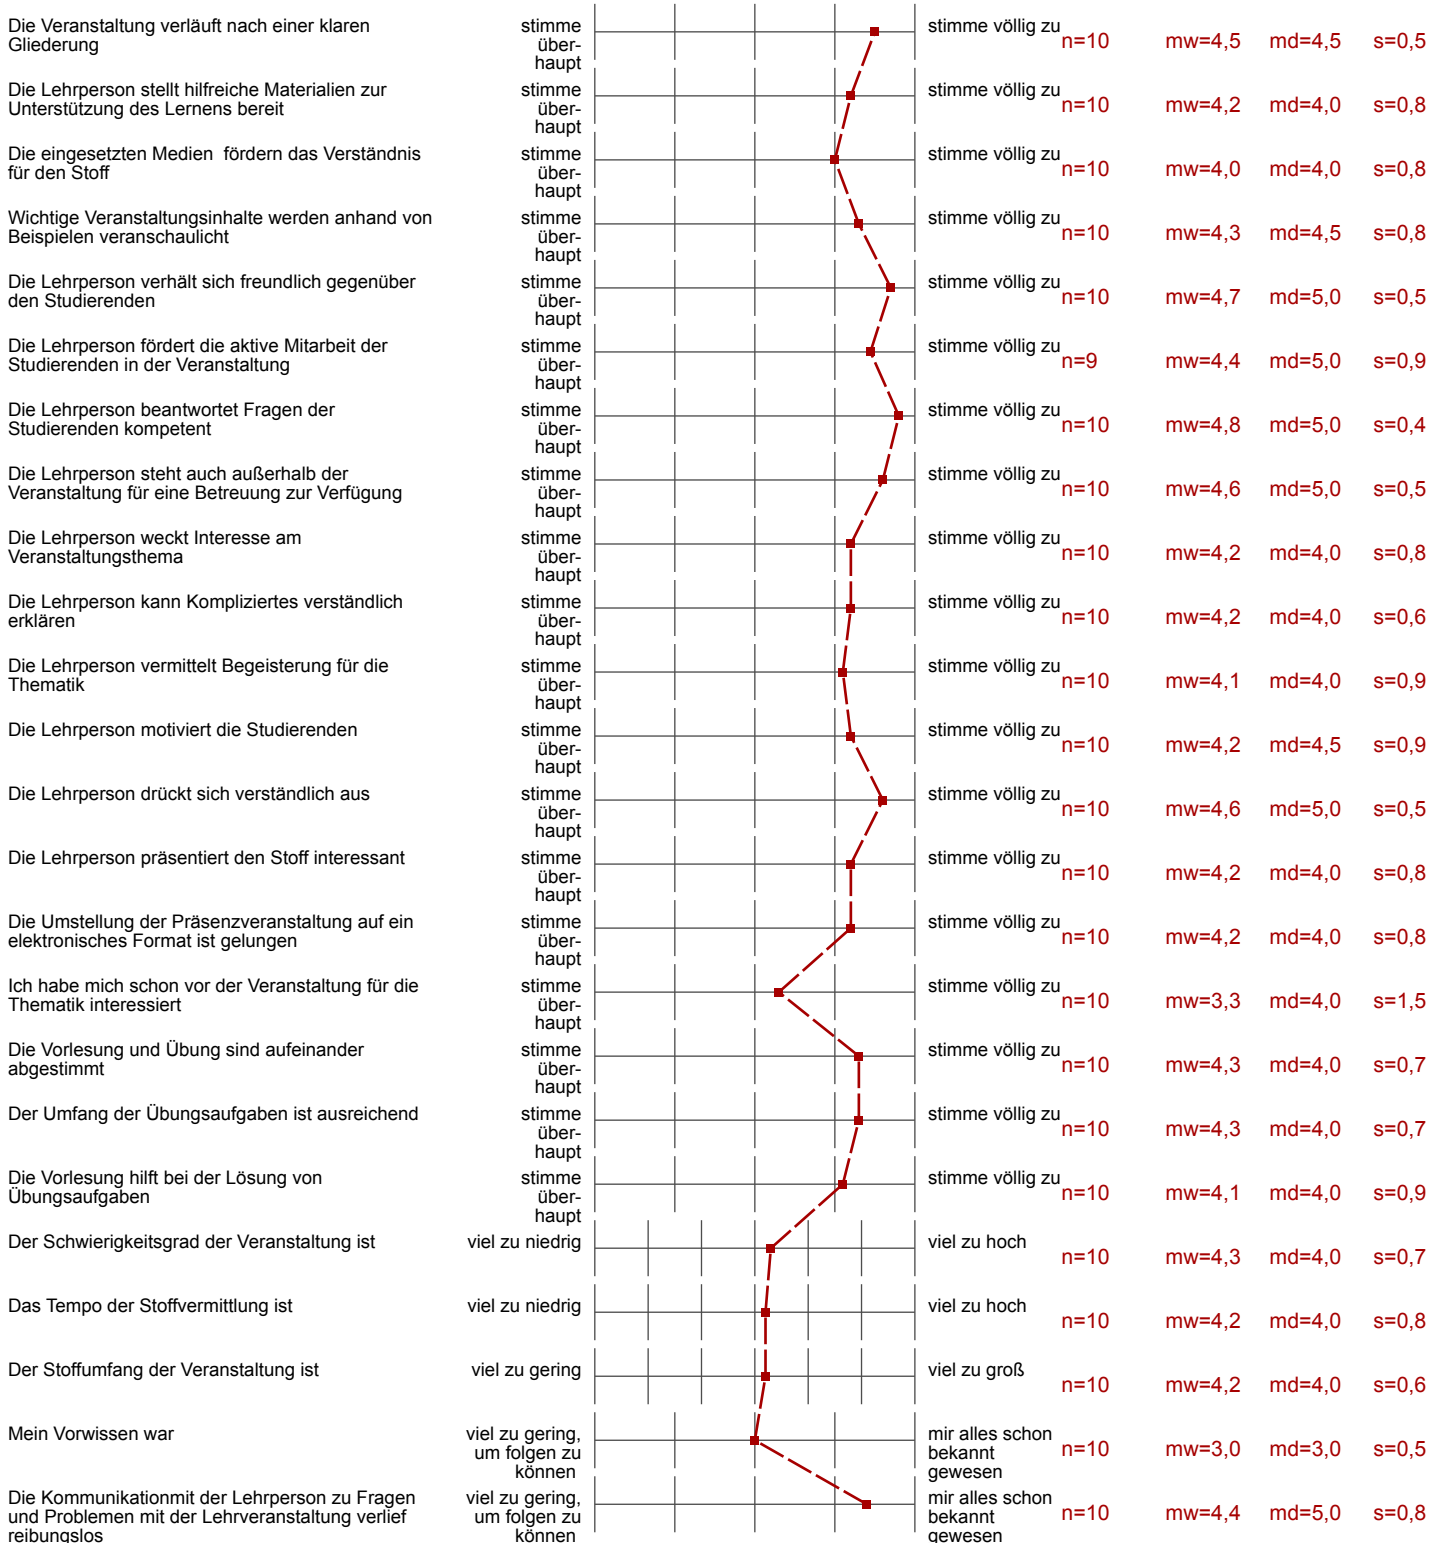 Die Veranstaltung verläuft nach einer klaren
Gliederung
stimme
über-
haupt
stimme völlig zu
n=10 mw=4,5 md=4,5 s=0,5
Die Lehrperson stellt hilfreiche Materialien zur
Unterstützung des Lernens bereit
stimme
über-
haupt
stimme völlig zu
n=10 mw=4,2 md=4,0 s=0,8
Die eingesetzten Medien fördern das Verständnis
für den Stoff
stimme
über-
haupt
stimme völlig zu
n=10 mw=4,0 md=4,0 s=0,8
Wichtige Veranstaltungsinhalte werden anhand von
Beispielen veranschaulicht
stimme
über-
haupt
stimme völlig zu
n=10 mw=4,3 md=4,5 s=0,8
Die Lehrperson verhält sich freundlich gegenüber
den Studierenden
stimme
über-
haupt
stimme völlig zu
n=10 mw=4,7 md=5,0 s=0,5
Die Lehrperson fördert die aktive Mitarbeit der
Studierenden in der Veranstaltung
stimme
über-
haupt
stimme völlig zu
n=9 mw=4,4 md=5,0 s=0,9
Die Lehrperson beantwortet Fragen der
Studierenden kompetent
stimme
über-
haupt
stimme völlig zu
n=10 mw=4,8 md=5,0 s=0,4
Die Lehrperson steht auch außerhalb der
Veranstaltung für eine Betreuung zur Verfügung
stimme
über-
haupt
stimme völlig zu
n=10 mw=4,6 md=5,0 s=0,5
Die Lehrperson weckt Interesse am
Veranstaltungsthema
stimme
über-
haupt
stimme völlig zu
n=10 mw=4,2 md=4,0 s=0,8
Die Lehrperson kann Kompliziertes verständlich
erklären
stimme
über-
haupt
stimme völlig zu
n=10 mw=4,2 md=4,0 s=0,6
Die Lehrperson vermittelt Begeisterung für die
Thematik
stimme
über-
haupt
stimme völlig zu
n=10 mw=4,1 md=4,0 s=0,9
Die Lehrperson motiviert die Studierenden
stimme
über-
haupt
stimme völlig zu
n=10 mw=4,2 md=4,5 s=0,9
Die Lehrperson drückt sich verständlich aus
stimme
über-
haupt
stimme völlig zu
n=10 mw=4,6 md=5,0 s=0,5
Die Lehrperson präsentiert den Stoff interessant
stimme
über-
haupt
stimme völlig zu
n=10 mw=4,2 md=4,0 s=0,8
Die Umstellung der Präsenzveranstaltung auf ein
elektronisches Format ist gelungen
stimme
über-
haupt
stimme völlig zu
n=10 mw=4,2 md=4,0 s=0,8
Ich habe mich schon vor der Veranstaltung für die
Thematik interessiert
stimme
über-
haupt
stimme völlig zu
n=10 mw=3,3 md=4,0 s=1,5
Die Vorlesung und Übung sind aufeinander
abgestimmt
stimme
über-
haupt
stimme völlig zu
n=10 mw=4,3 md=4,0 s=0,7
Der Umfang der Übungsaufgaben ist ausreichend
stimme
über-
haupt
stimme völlig zu
n=10 mw=4,3 md=4,0 s=0,7
Die Vorlesung hilft bei der Lösung von
Übungsaufgaben
stimme
über-
haupt
stimme völlig zu
n=10 mw=4,1 md=4,0 s=0,9
Der Schwierigkeitsgrad der Veranstaltung ist
viel zu niedrig
viel zu hoch
n=10 mw=4,3 md=4,0 s=0,7
Das Tempo der Stoffvermittlung ist
viel zu niedrig
viel zu hoch
n=10 mw=4,2 md=4,0 s=0,8
Der Stoffumfang der Veranstaltung ist
viel zu gering
viel zu groß
n=10 mw=4,2 md=4,0 s=0,6
Mein Vorwissen war
viel zu gering,
um folgen zu
können
mir alles schon
bekannt
gewesen
n=10 mw=3,0 md=3,0 s=0,5
Die Kommunikationmit der Lehrperson zu Fragen
und Problemen mit der Lehrveranstaltung verlief
reibungslos
viel zu gering,
um folgen zu
können
mir alles schon
bekannt
gewesen
n=10 mw=4,4 md=5,0 s=0,8